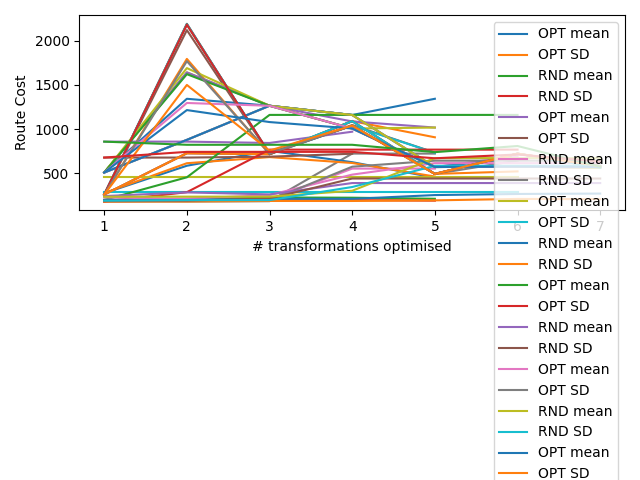 2000
1500
1000
500
Route Cost
1
2
3
4
5
6
7
# transformations optimised
OPT mean
OPT SD
RND mean
RND SD
OPT mean
OPT SD
RND mean
RND SD
OPT mean
OPT SD
RND mean
RND SD
OPT mean
OPT SD
RND mean
RND SD
OPT mean
OPT SD
RND mean
RND SD
OPT mean
OPT SD